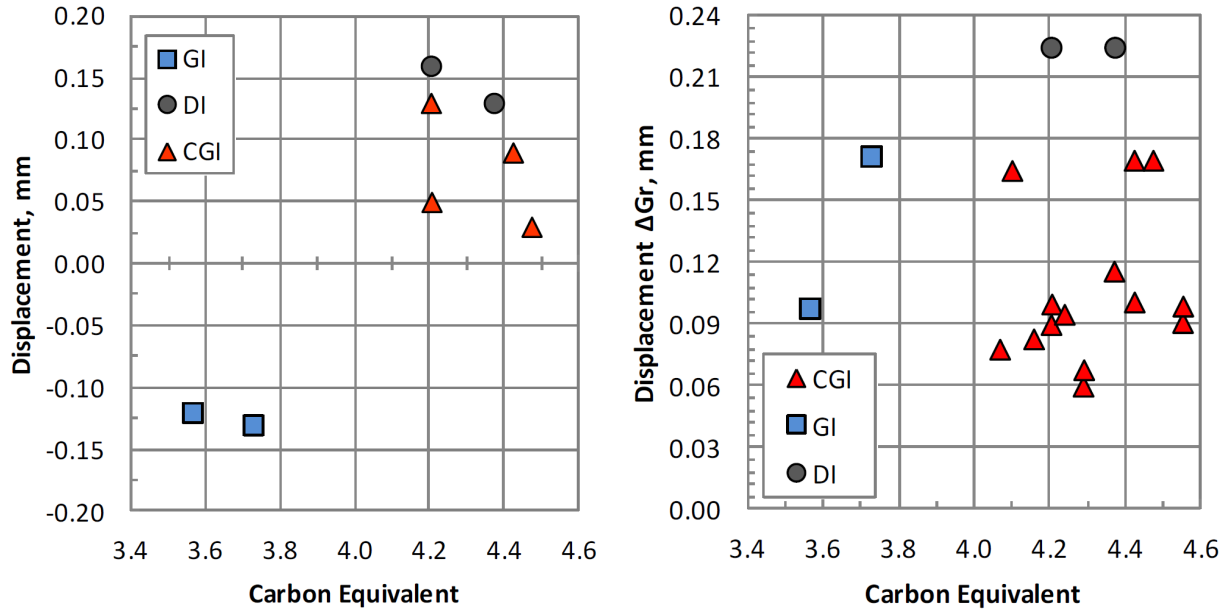 0.20
0.15
0.10
0.05
0.00
-0.05
-0.10
-0.15
-0.20
Displacement, mm
GI
DI
CGI
3.4 3.6 3.8 4.0 4.2 4.4 4.6
Carbon Equivalent
0.24
0.21
0.18
0.15
0.12
0.09
0.06
0.03
0.00
Displacement ΔGr, mm
CGI
GI
DI
3.4 3.6 3.8 4.0 4.2 4.4 4.6
Carbon Equivalent